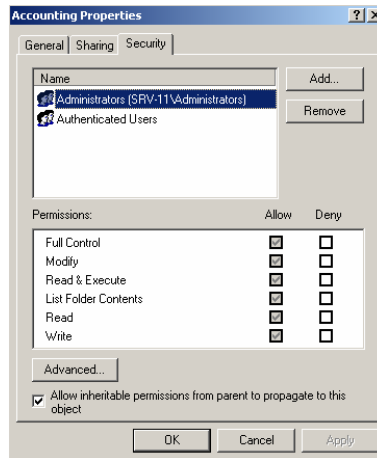 Accounting Properties
General Sharing Security
Name
Add...
Administrators (SRV-11\Administrators)
Remove
Authenticated Users
Permissions: Allow Deny
Full Control
Modify
Read & Execute
List Folder Contents
Read
Write
Advanced...
Allow inheritable permissions from parent to propagate to this
object
OK Cancel Apply